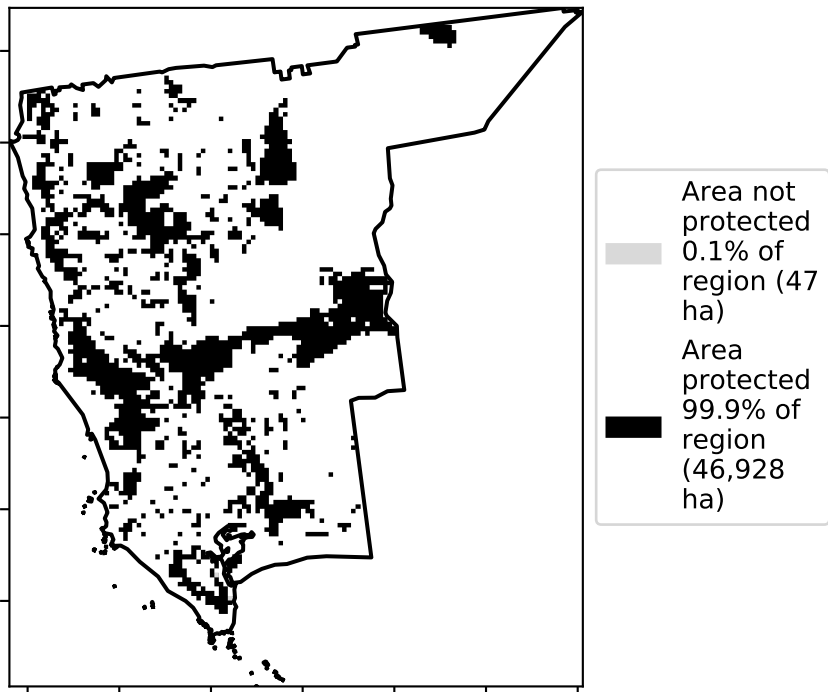 Area not
protected
0.1% of
region (47
ha)
Area
protected
99.9% of
region
(46,928
ha)